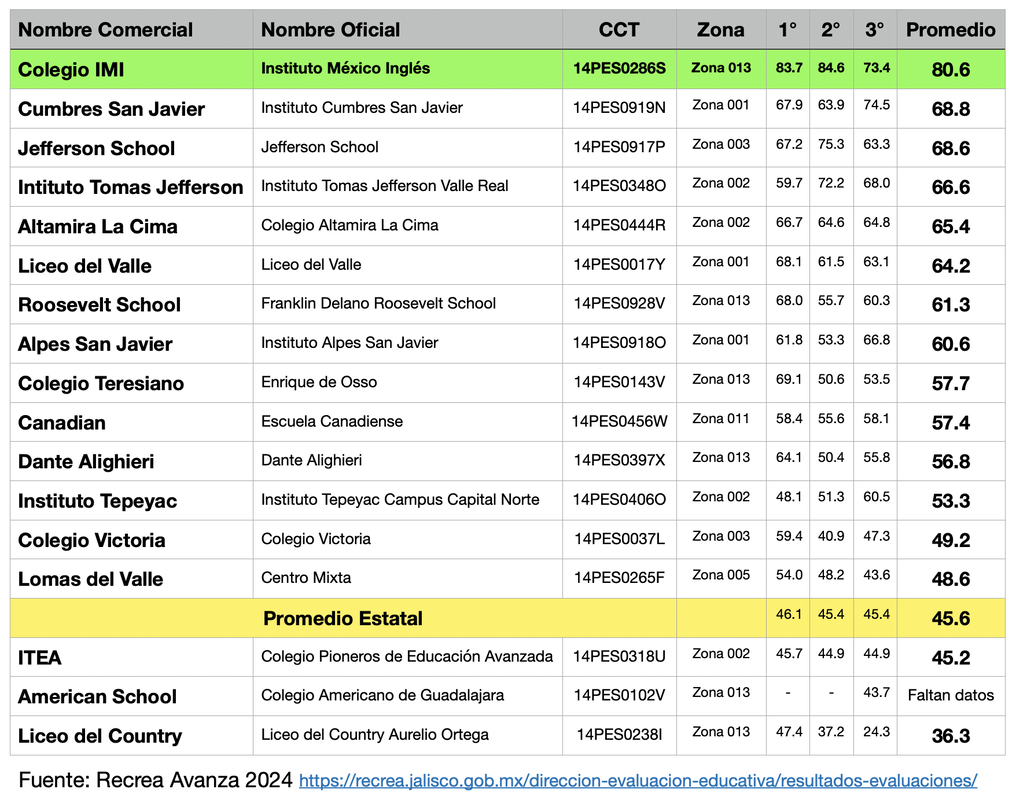 Nombre Comercial Nombre Oficial CCT Zona 1° 2° 3° Promedio
Colegio IMI Instituto México Inglés 14PES0286S Zona 013 83.7 84.6 73.4 80.6
Cumbres San Javier Instituto Cumbres San Javier 14PES0919N Zona 001 67.9 63.9 74.5 68.8
Jefferson School Jefferson School 14PES0917P Zona 003 67.2 75.3 63.3 68.6
Intituto Tomas Jefferson Instituto Tomas Jefferson Valle Real 14PES0348O Zona 002 59.7 72.2 68.0 66.6
Altamira La Cima Colegio Altamira La Cima 14PES0444R Zona 002 66.7 64.6 64.8 65.4
Liceo del Valle Liceo del Valle 14PES0017Y Zona 001 68.1 61.5 63.1 64.2
Roosevelt School Franklin Delano Roosevelt School 14PES0928V Zona 013 68.0 55.7 60.3 61.3
Alpes San Javier Instituto Alpes San Javier 14PES0918O Zona 001 61.8 53.3 66.8 60.6
Colegio Teresiano Enrique de Osso 14PES0143V Zona 013 69.1 50.6 53.5 57.7
Canadian Escuela Canadiense 14PES0456W Zona 011 58.4 55.6 58.1 57.4
Dante Alighieri Dante Alighieri 14PES0397X Zona 013 64.1 50.4 55.8 56.8
Instituto Tepeyac Instituto Tepeyac Campus Capital Norte 14PES0406O Zona 002 48.1 51.3 60.5 53.3
Colegio Victoria Colegio Victoria 14PES0037L Zona 003 59.4 40.9 47.3 49.2
Lomas del Valle Centro Mixta 14PES0265F Zona 005 54.0 48.2 43.6 48.6
Promedio Estatal 46.1 45.4 45.4 45.6
ITEA Colegio Pioneros de Educación Avanzada 14PES0318U Zona 002 45.7 44.9 44.9 45.2
American School Colegio Americano de Guadalajara 14PES0102V Zona 013 - - 43.7 Faltan datos
Liceo del Country Liceo del Country Aurelio Ortega 14PES0238I Zona 013 47.4 37.2 24.3 36.3
Fuente: Recrea Avanza 2024 https://recrea.jalisco.gob.mx/direccion-evaluacion-educativa/resultados-evaluaciones/